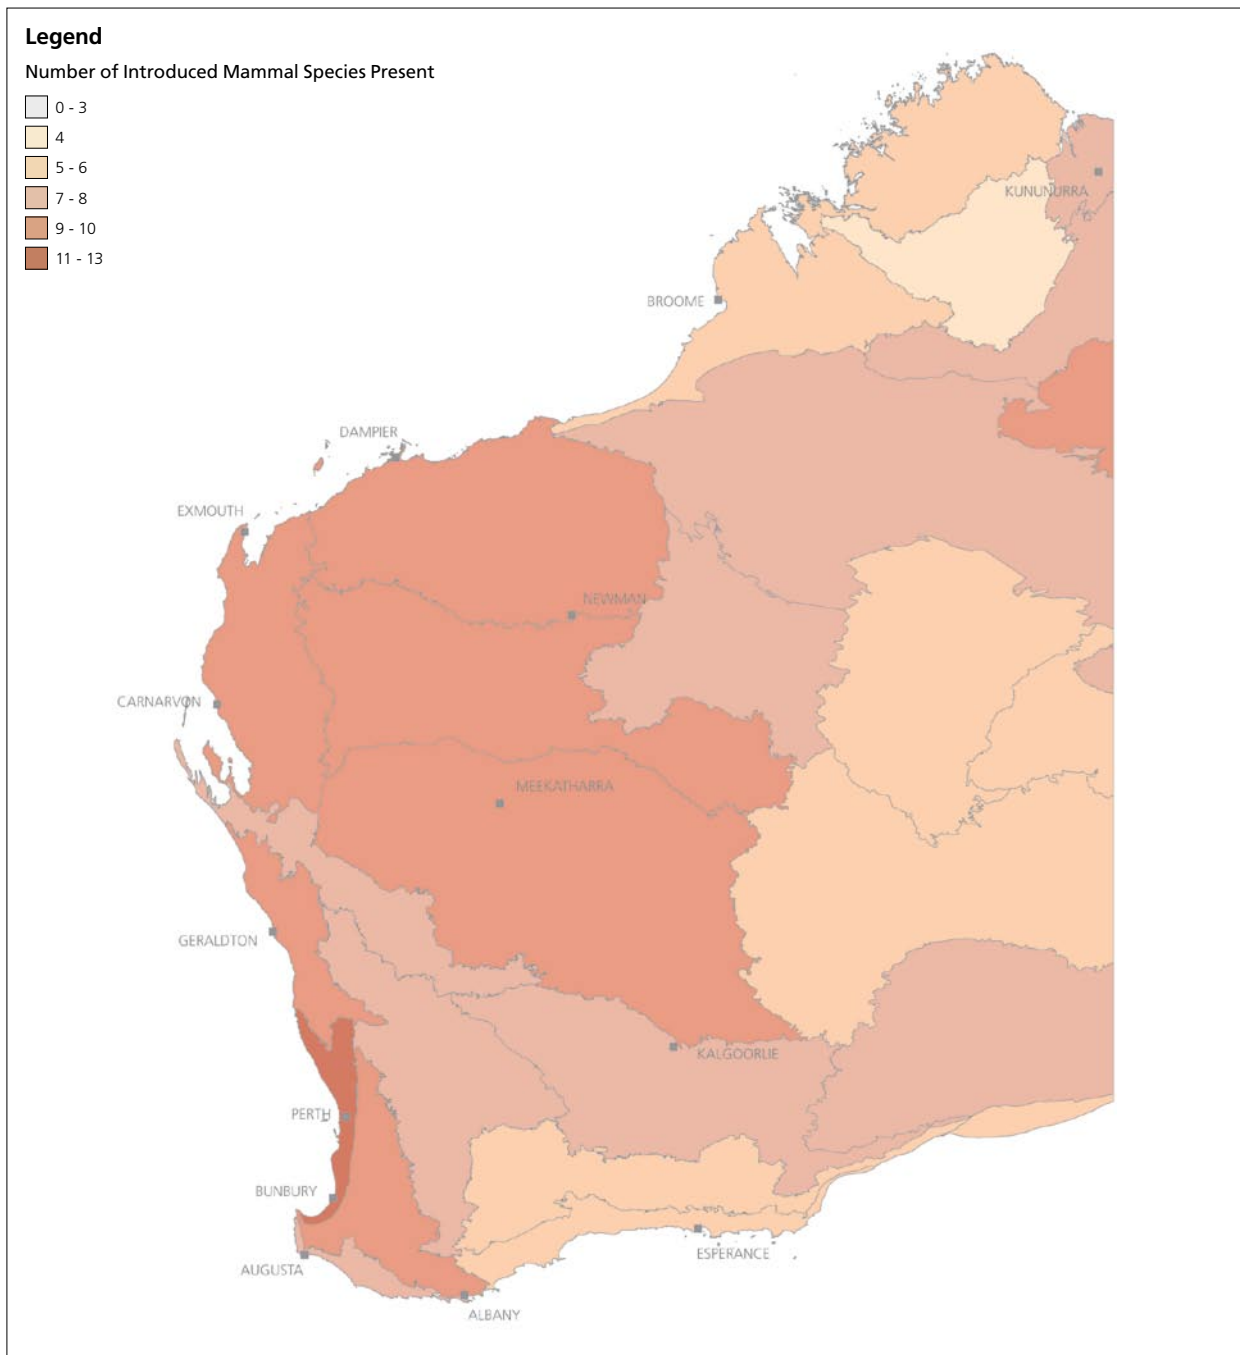 Legend
Number of Introduced Mammal Species Present
0 - 3
4
5 - 6
7 - 8
9 - 10
11 - 13
KUNUNURRA
BROOME
DAMPIER
EXMOUTH
NEWMAN
CARNARVON
MEEKATHARRA
GERALDTON
KALGOORLIE
PERTH
BUNBURY
ESPERANCE
AUGUSTA
ALBANY